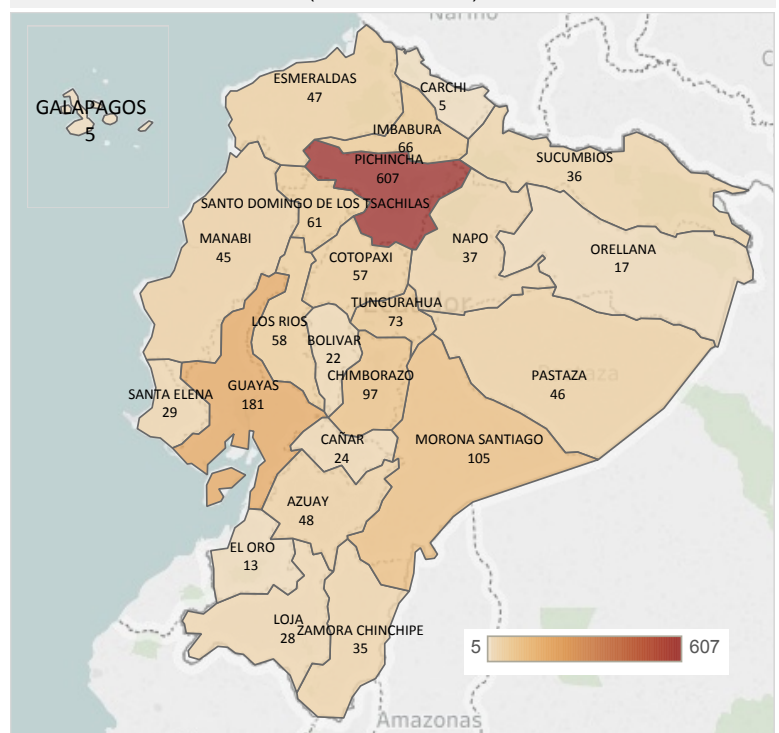 Nariño
ESMERALDAS
47
CARCHI
5
GALAPAGOS
5
IMBABURA
66
PICHINCHA
607
SUCUMBIOS
36
SANTO DOMINGO DE LOS TSACHILAS
61
MANABI
45
NAPO
37
ORELLANA
17
COTOPAXI
57
Ecuador
TUNGURAHUA
73
LOS RIOS
58
BOLIVAR
22
CHIMBORAZO
97
PASTAZA
46
SANTA ELENA
29
GUAYAS
181
CAÑAR
24
MORONA SANTIAGO
105
AZUAY
48
EL ORO
13
LOJA
28
ZAMORA CHINCHIPE
35
5
607
Amazonas